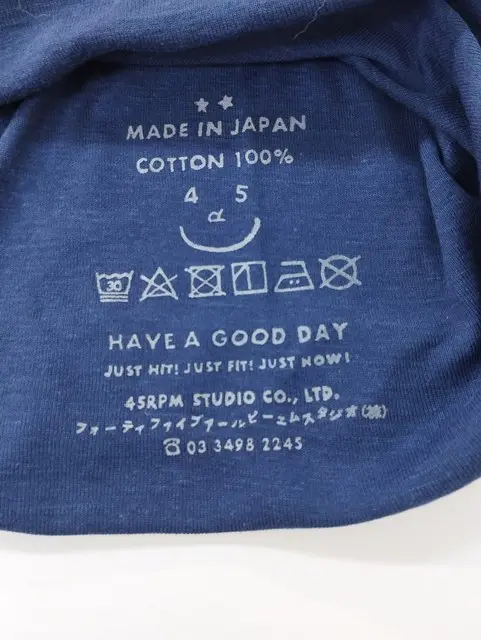 MADE IN JAPAN
COTTON 100%
4 5
R
30
HAVE A GOOD DAY
JUST HIT! JUST FIT! JUST NOW!
45RPM STUDIO CO., LTD.
フォーティファイブアールピーエムスタジオ(株)
☎ 03 3498 2245